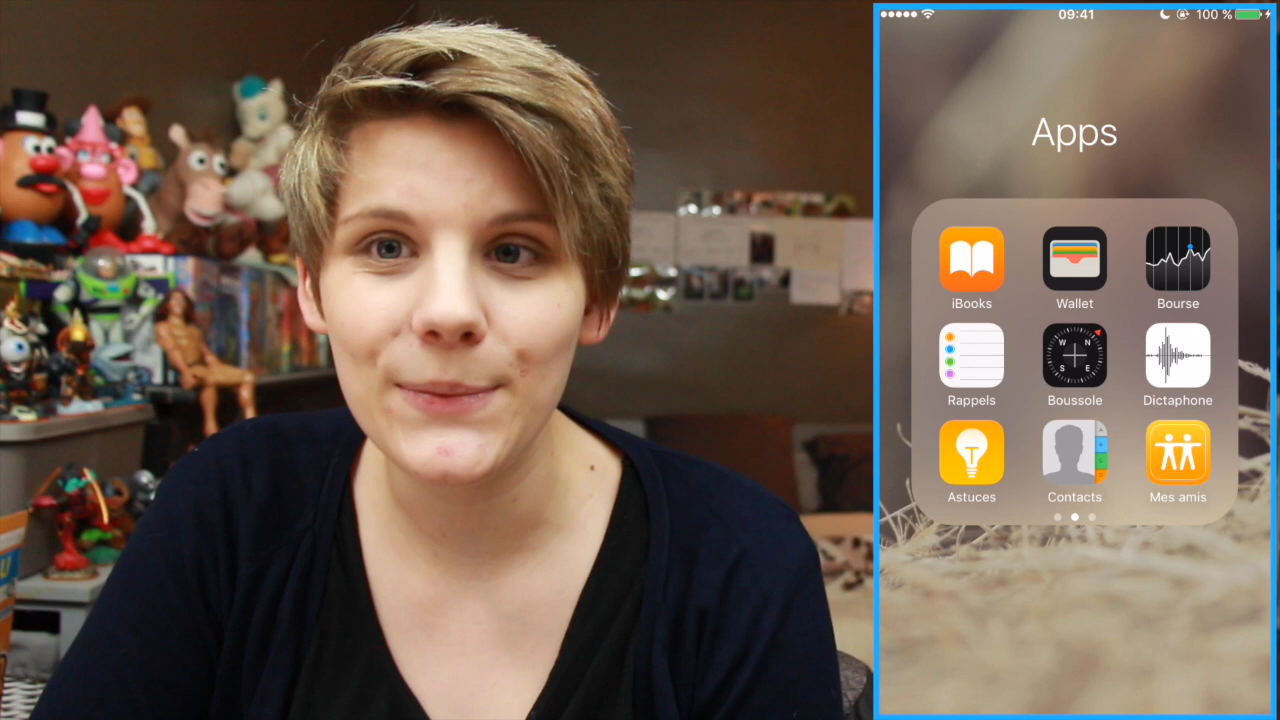 09:41
100 %
Apps
iBooks
Wallet
Bourse
W
N
S
E
Rappels
Boussole
Dictaphone
Astuces
Contacts
Mes amis